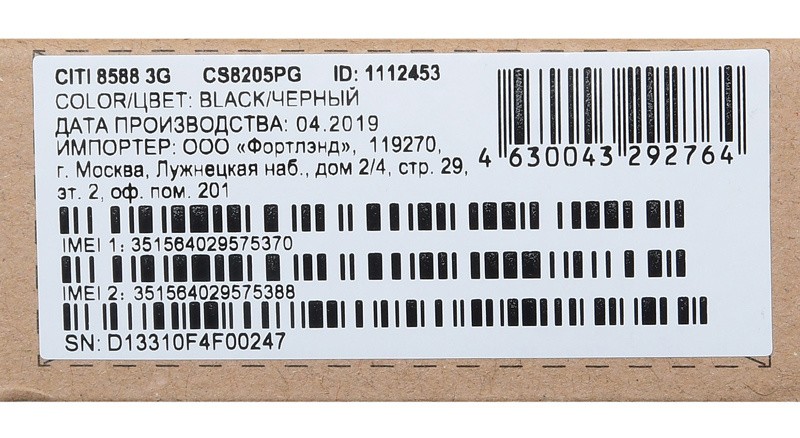 CITI 8588 3G CS8205PG ID: 1112453
COLOR/ЦВЕТ: BLACK/ЧЕРНЫЙ
ДАТА ПРОИЗВОДСТВА: 04.2019
ИМПОРТЕР: ООО «Фортлэнд», 119270,
г. Москва, Лужнецкая наб., дом 2/4, стр. 29,
эт. 2, оф. пом. 201
4 630043 292764
IMEI 1: 351564029575370
IMEI 2: 351564029575388
SN: D13310F4F00247